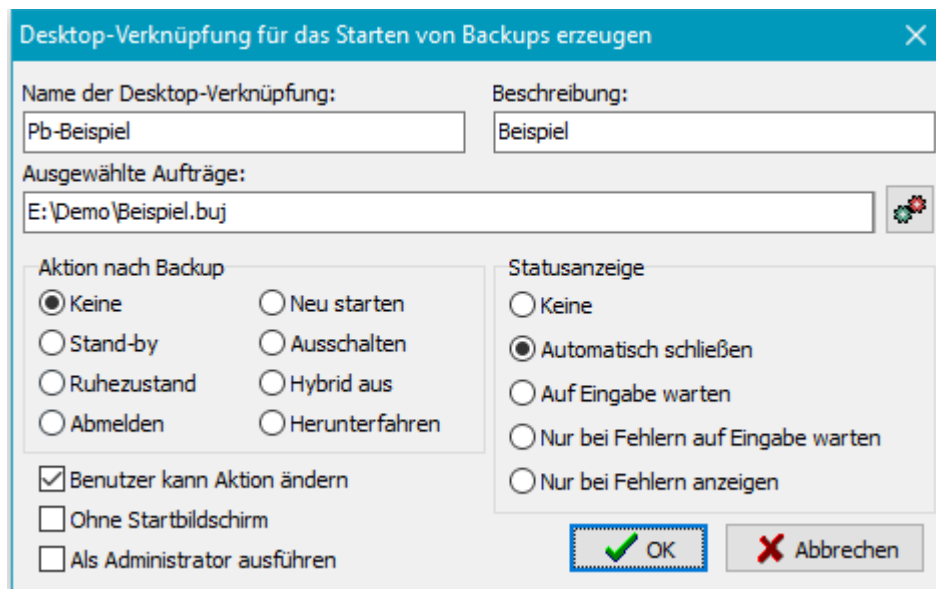 Desktop-Verknüpfung für das Starten von Backups erzeugen
Name der Desktop-Verknüpfung:
Beschreibung:
Pb-Beispiel
Beispiel
Ausgewählte Aufträge:
E:\Demo\Beispiel.buj
Aktion nach Backup
Keine
Neu starten
Stand-by
Ausschalten
Ruhezustand
Hybrid aus
Abmelden
Herunterfahren
Statusanzeige
Keine
Automatisch schließen
Auf Eingabe warten
Nur bei Fehlern auf Eingabe warten
Nur bei Fehlern anzeigen
Benutzer kann Aktion ändern
Ohne Startbildschirm
Als Administrator ausführen
OK
Abbrechen